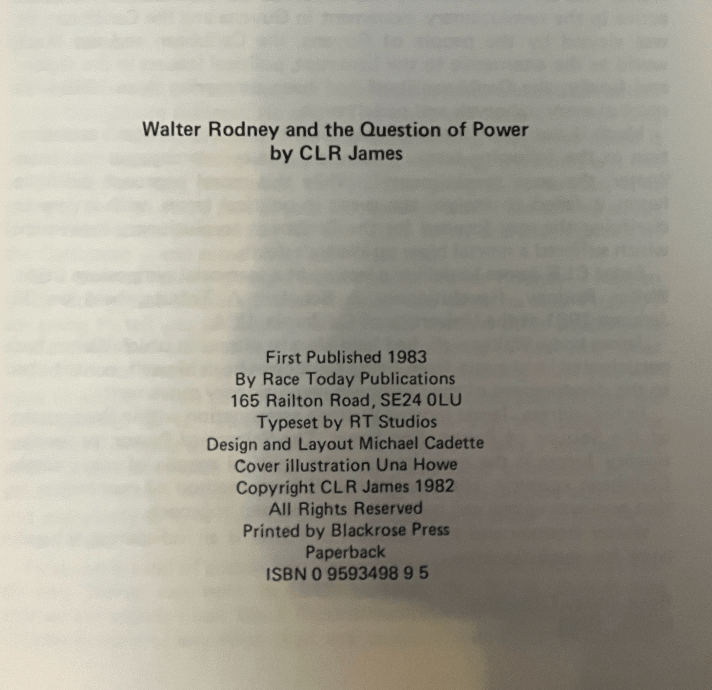 Walter Rodney and the Question of Power
by CLR James
First Published 1983
By Race Today Publications
165 Railton Road, SE24 0LU
Typeset by RT Studios
Design and Layout Michael Cadette
Cover illustration Una Howe
Copyright CLR James 1982
All Rights Reserved
Printed by Blackrose Press
Paperback
ISBN 0 9593498 9 5